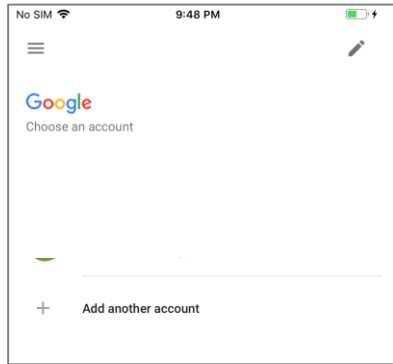 No SIM 9:48 PM
Google
Choose an account
Add another account